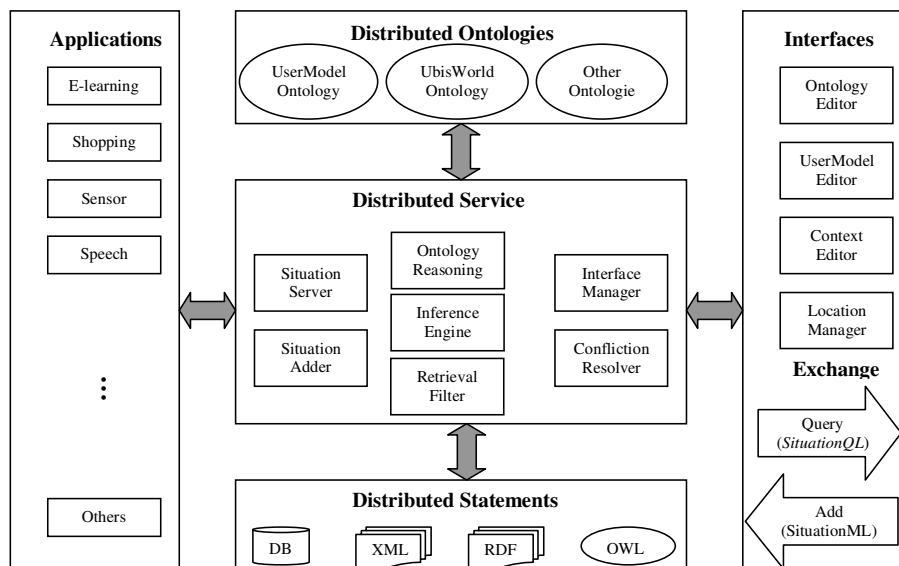 Applications
E-learning
Shopping
Sensor
Speech
Others
Distributed Ontologies
UserModel
Ontology
UbisWorld
Ontology
Other
Ontologie
Distributed Service
Situation
Server
Situation
Adder
Ontology
Reasoning
Inference
Engine
Retrieval
Filter
Interface
Manager
Confliction
Resolver
Distributed Statements
DB
XML
RDF
OWL
Interfaces
Ontology
Editor
UserModel
Editor
Context
Editor
Location
Manager
Exchange
Query
(SituationQL)
Add
(SituationML)